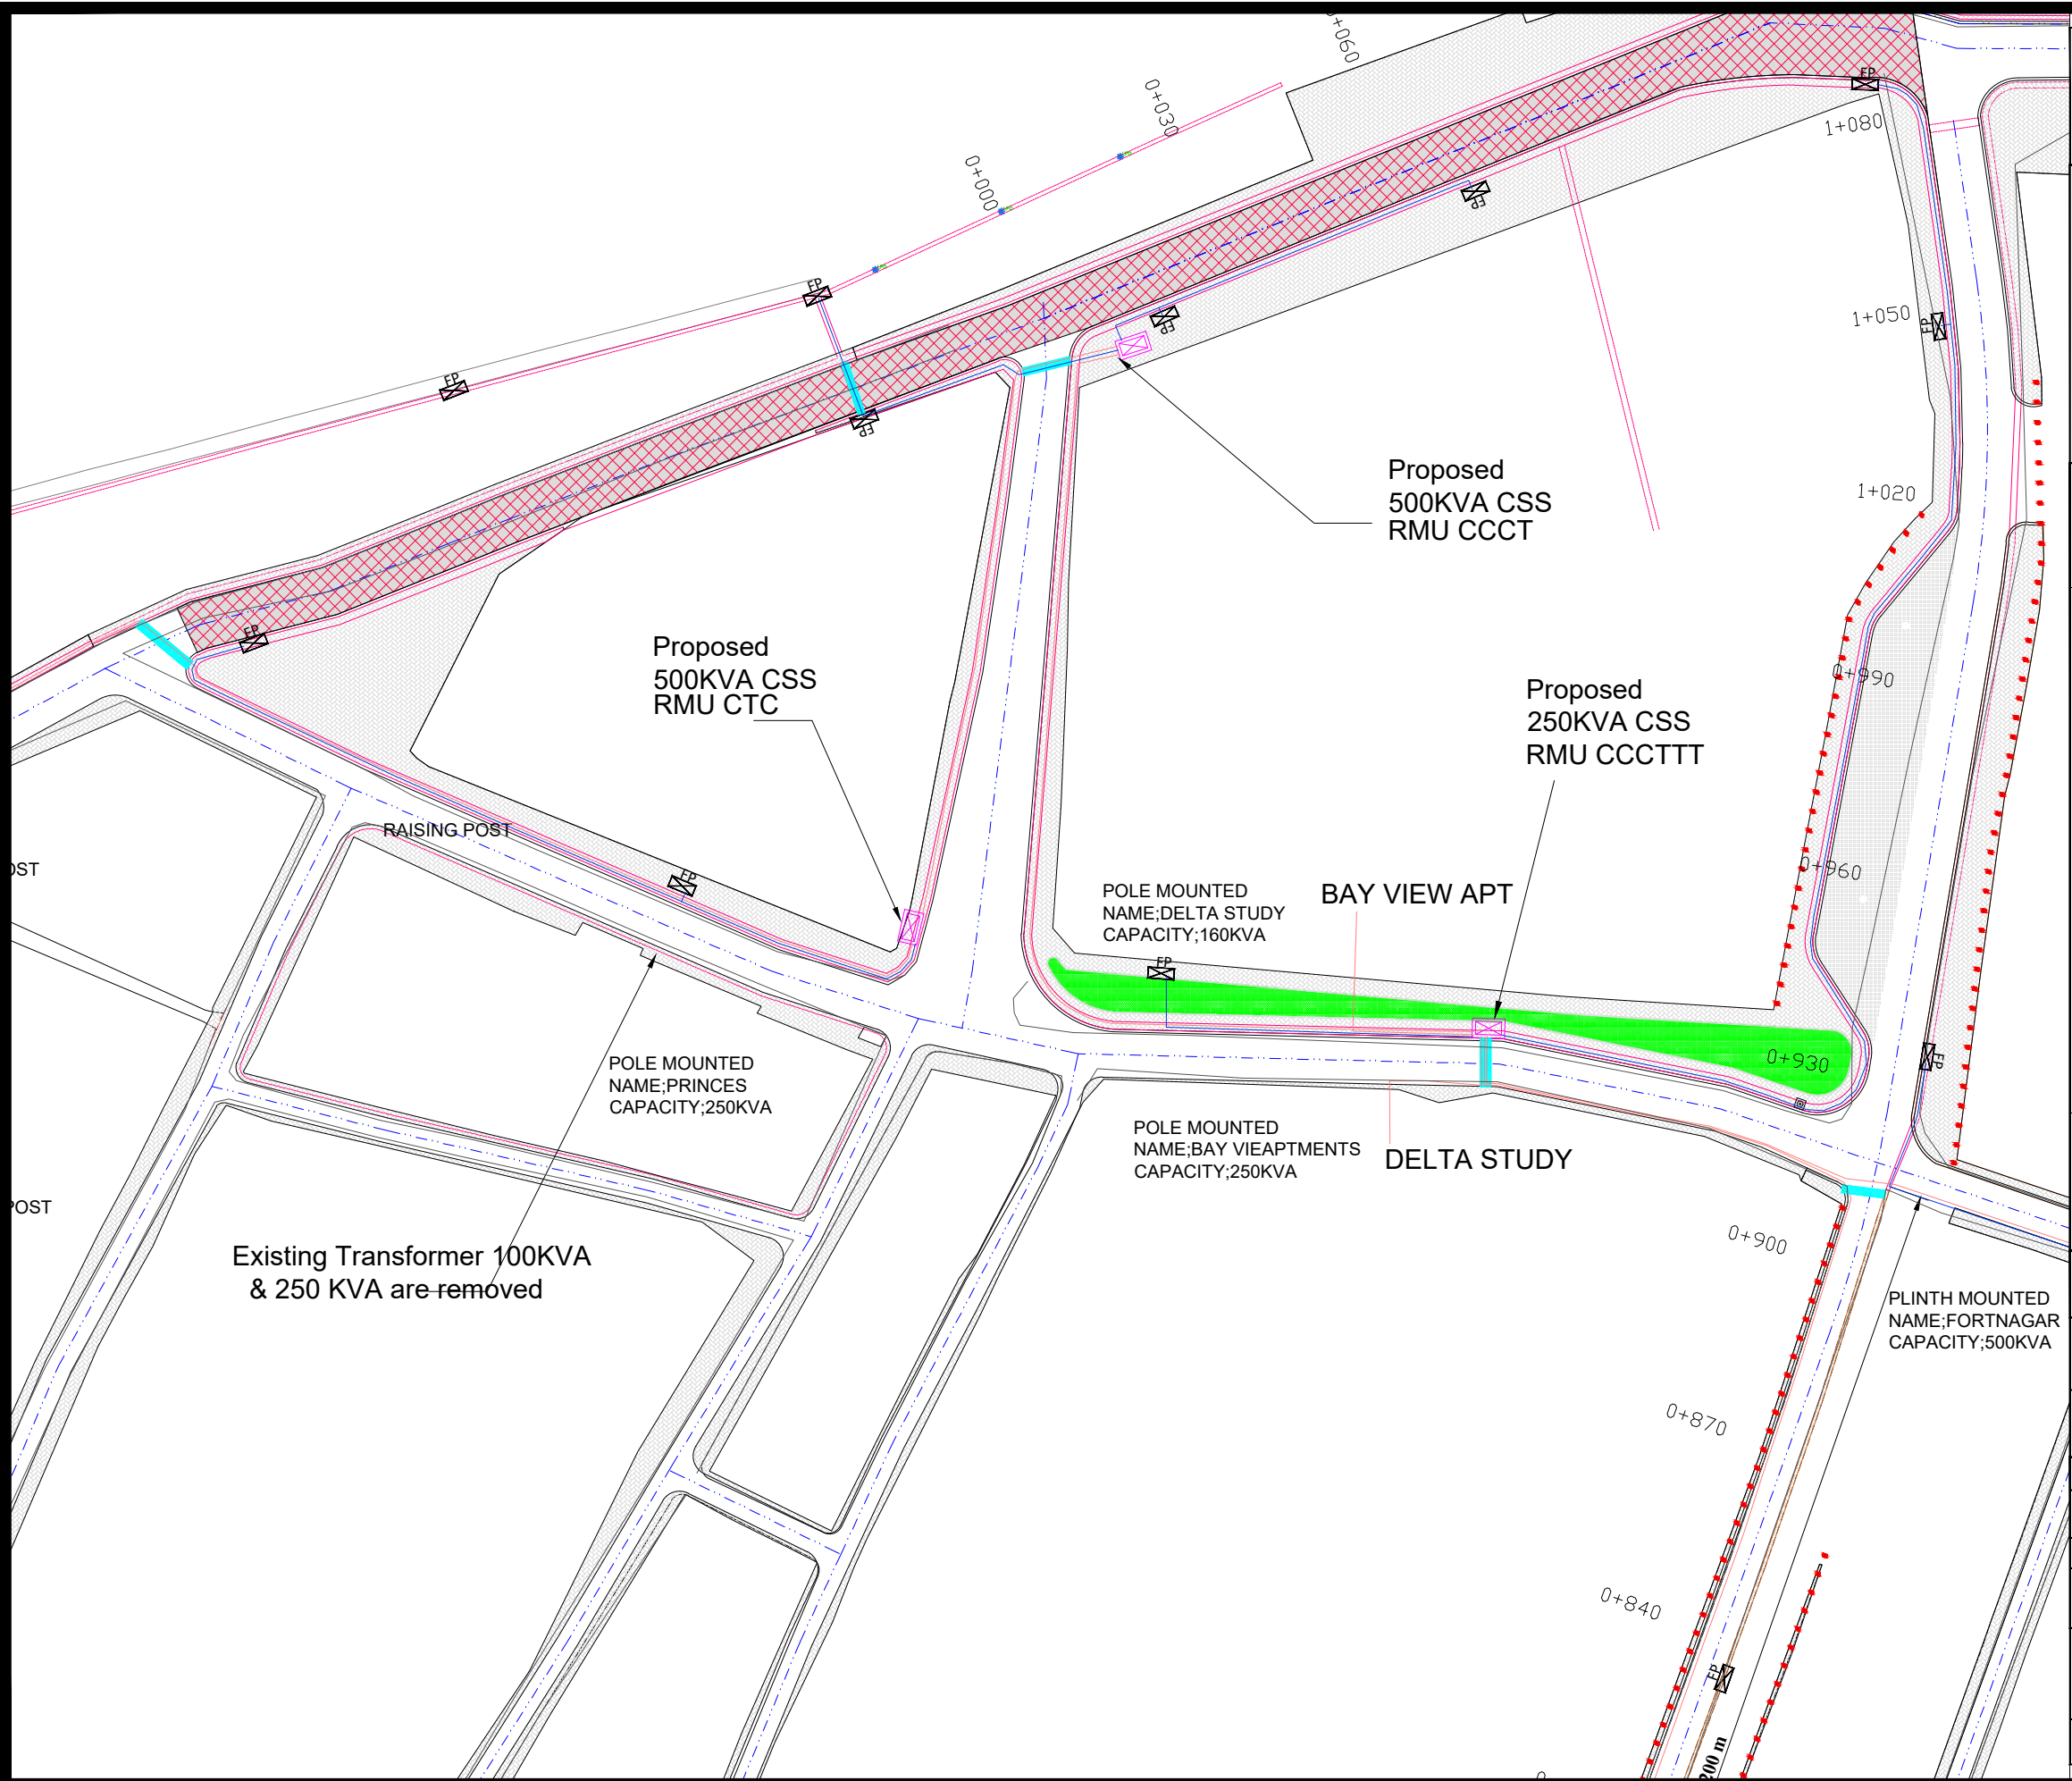 0+060
0+030
0+000
FP
1+080
FP
FP
1+050
FP
FP
FP
FP
Proposed
500KVA CSS
RMU CCCT
1+020
FP
Proposed
500KVA CSS
RMU CTC
0+990
Proposed
250KVA CSS
RMU CCCTTT
RAISING POST
OST
FP
0+960
POLE MOUNTED
NAME;DELTA STUDY
CAPACITY;160KVA
BAY VIEW APT
FP
0+930
FP
POLE MOUNTED
NAME;PRINCES
CAPACITY;250KVA
POLE MOUNTED
NAME;BAY VIEAPTMENTS
CAPACITY;250KVA
DELTA STUDY
POST
0+900
Existing Transformer 100KVA
& 250 KVA are removed
PLINTH MOUNTED
NAME;FORTNAGAR
CAPACITY;500KVA
0+870
0+840
FP
200 m